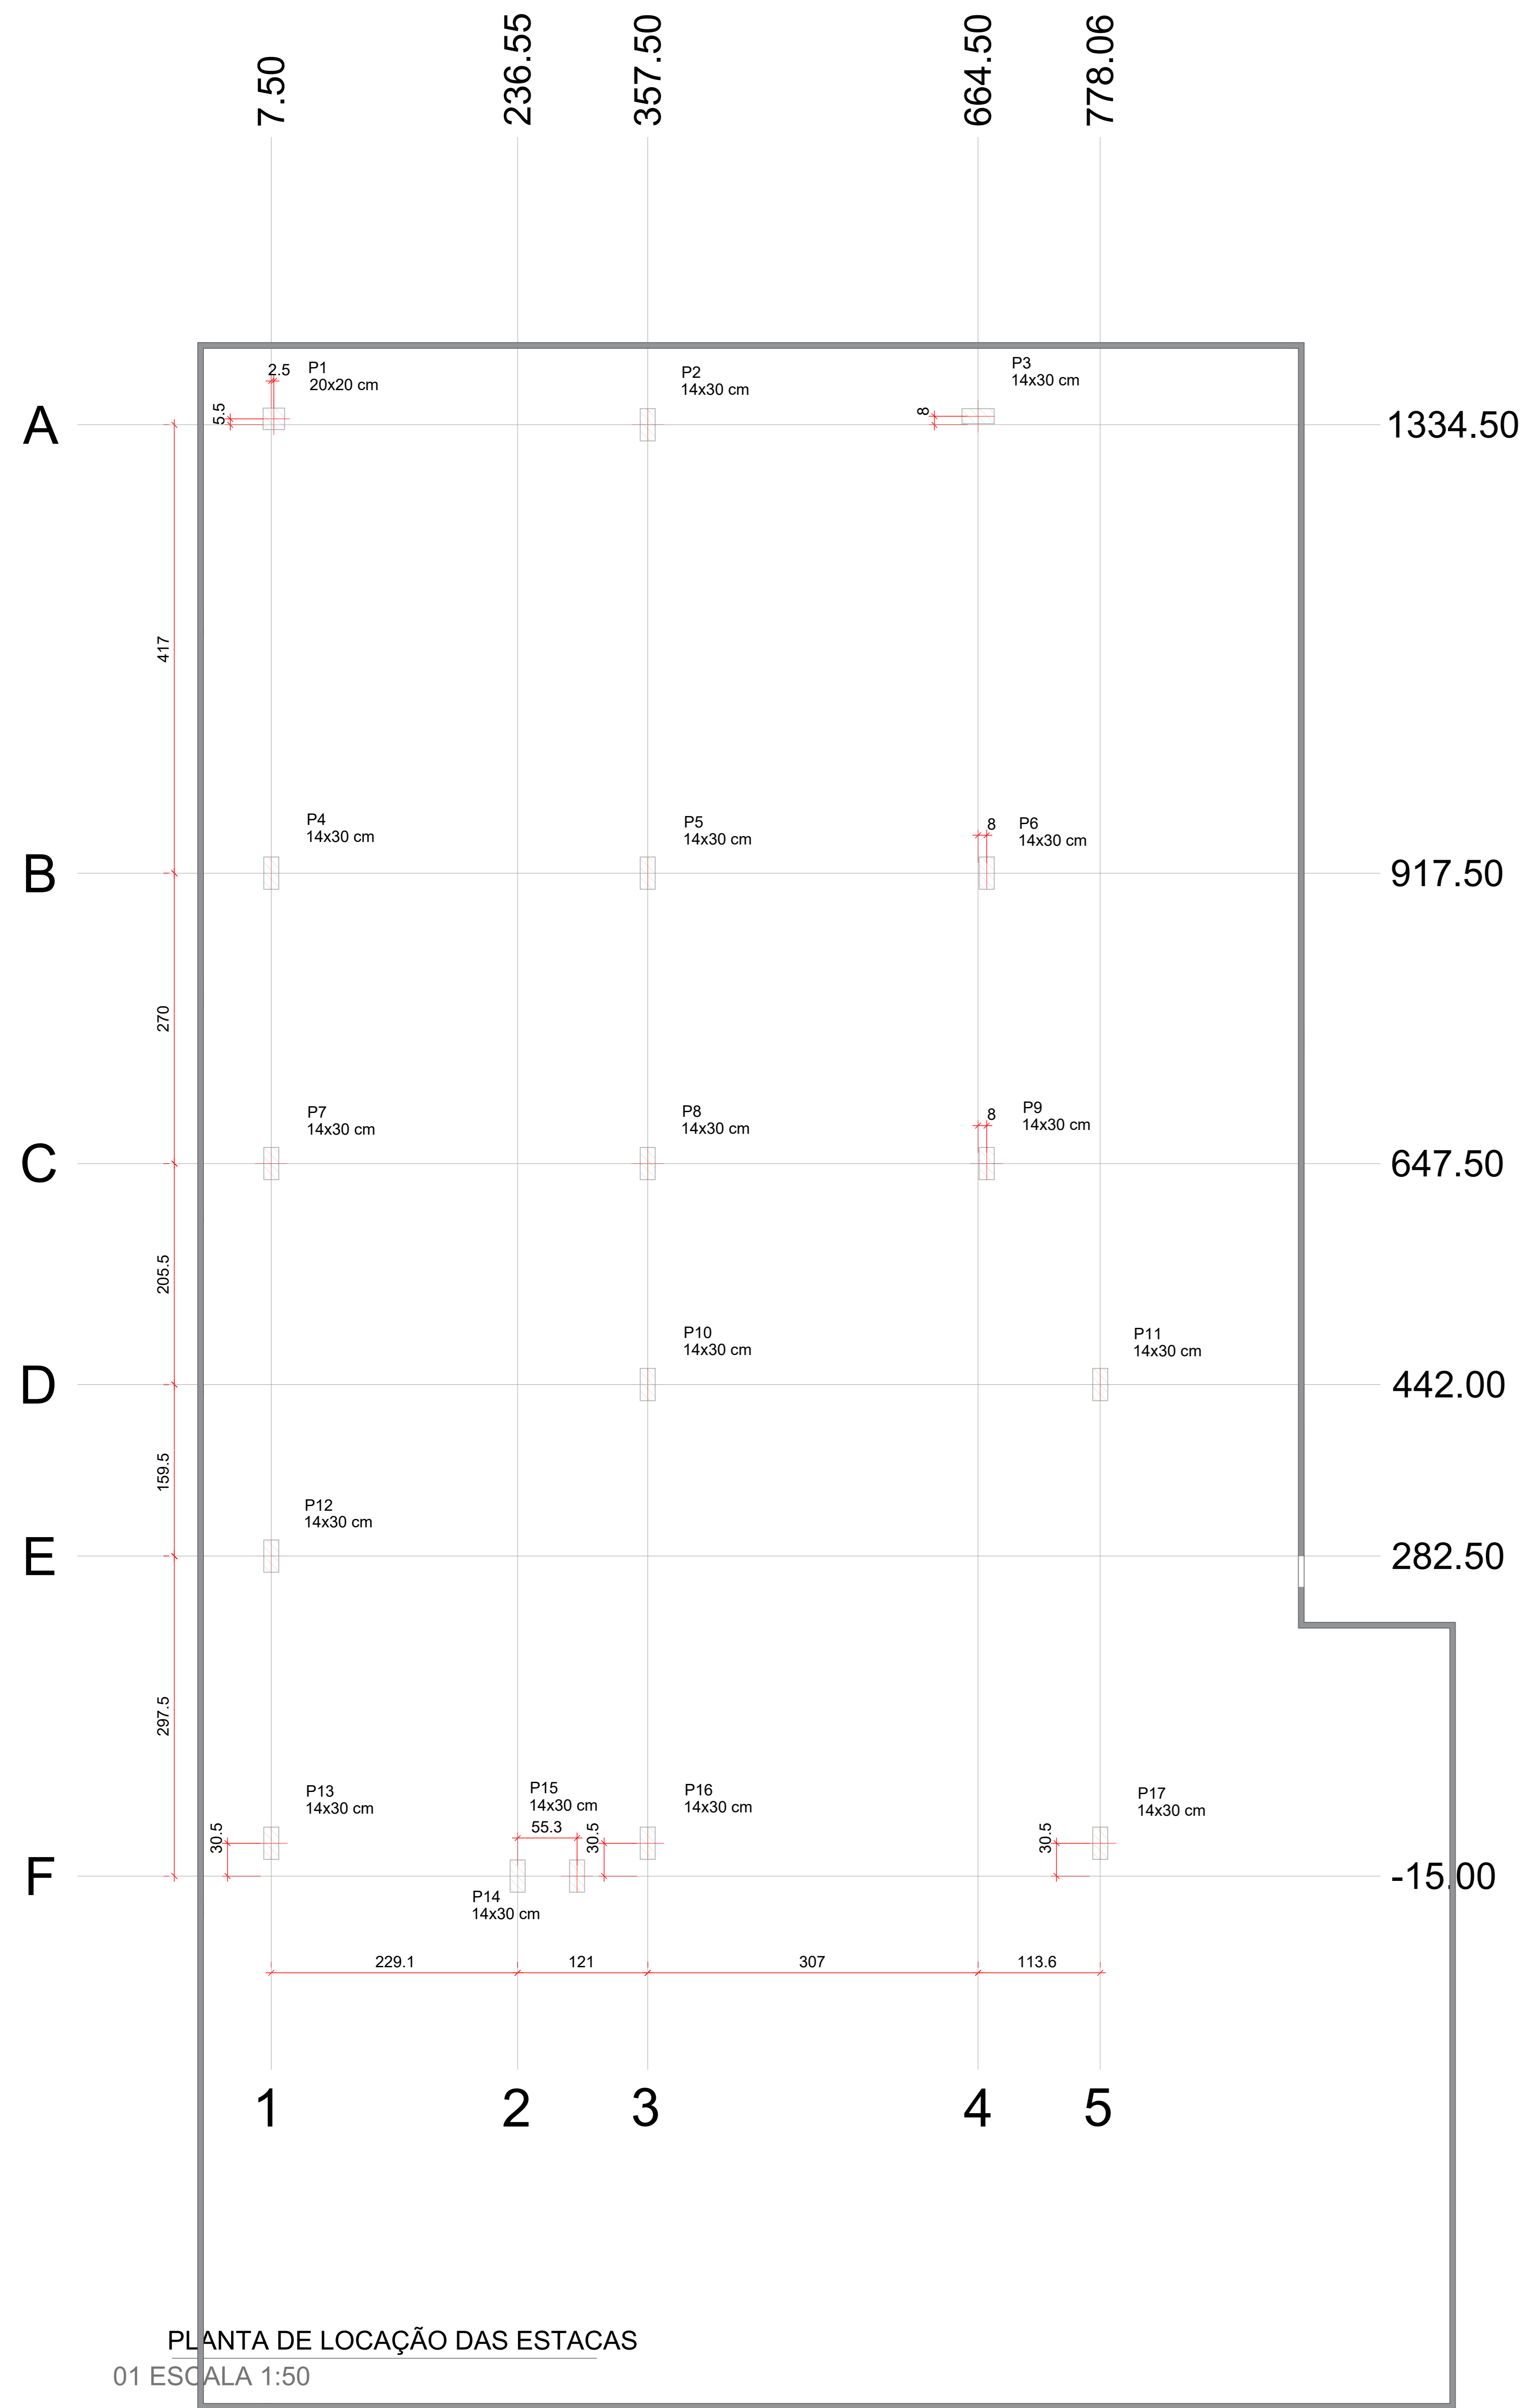 7.50
236.55
357.50
664.50
778.06
2.5
P1
20x20 cm
5.5
P2
14x30 cm
P3
14x30 cm
8
A
1334.50
417
P4
14x30 cm
P5
14x30 cm
8
P6
14x30 cm
B
917.50
270
P7
14x30 cm
P8
14x30 cm
8
P9
14x30 cm
C
647.50
205.5
P10
14x30 cm
P11
14x30 cm
D
442.00
159.5
P12
14x30 cm
E
282.50
297.5
P13
14x30 cm
30.5
P15
14x30 cm
55.3
P16
14x30 cm
30.5
P17
14x30 cm
30.5
F
-15.00
P14
14x30 cm
229.1
121
307
113.6
1
2
3
4
5
PLANTA DE LOCAÇÃO DAS ESTACAS
01 ESCALA 1:50